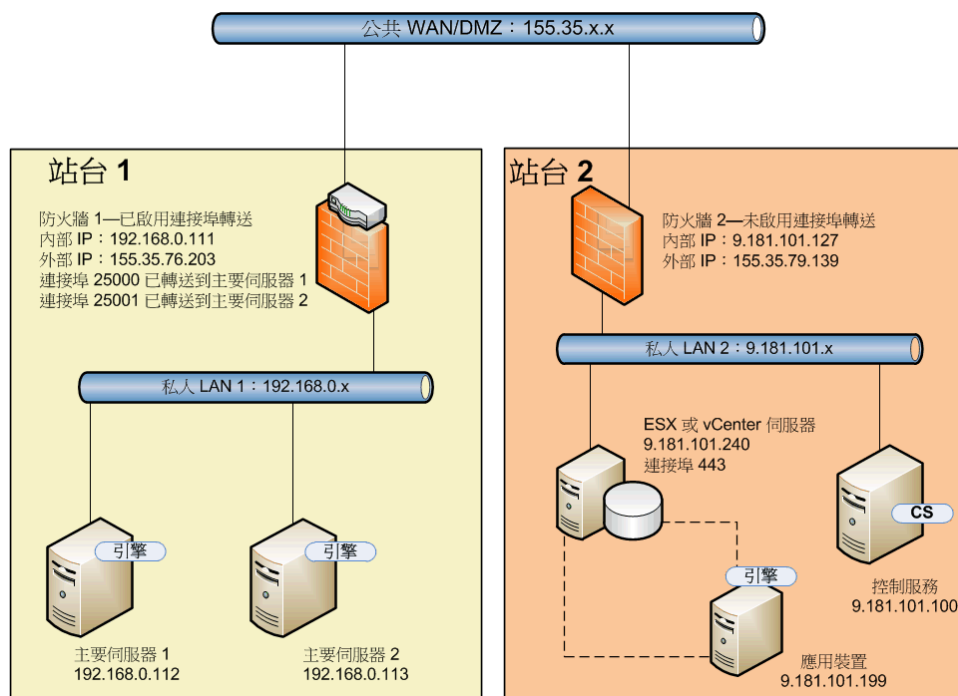 公共 WAN/DMZ：155.35.x.x
站台 1
防火牆 1—已啟用連接埠轉送
內部 IP：192.168.0.111
外部 IP：155.35.76.203
連接埠 25000 已轉送到主要伺服器 1
連接埠 25001 已轉送到主要伺服器 2
私人 LAN 1：192.168.0.x
引擎
引擎
主要伺服器 1
192.168.0.112
主要伺服器 2
192.168.0.113
站台 2
防火牆 2—未啟用連接埠轉送
內部 IP：9.181.101.127
外部 IP：155.35.79.139
私人 LAN 2：9.181.101.x
ESX 或 vCenter 伺服器
9.181.101.240
連接埠 443
CS
引擎
控制服務
9.181.101.100
應用裝置
9.181.101.199